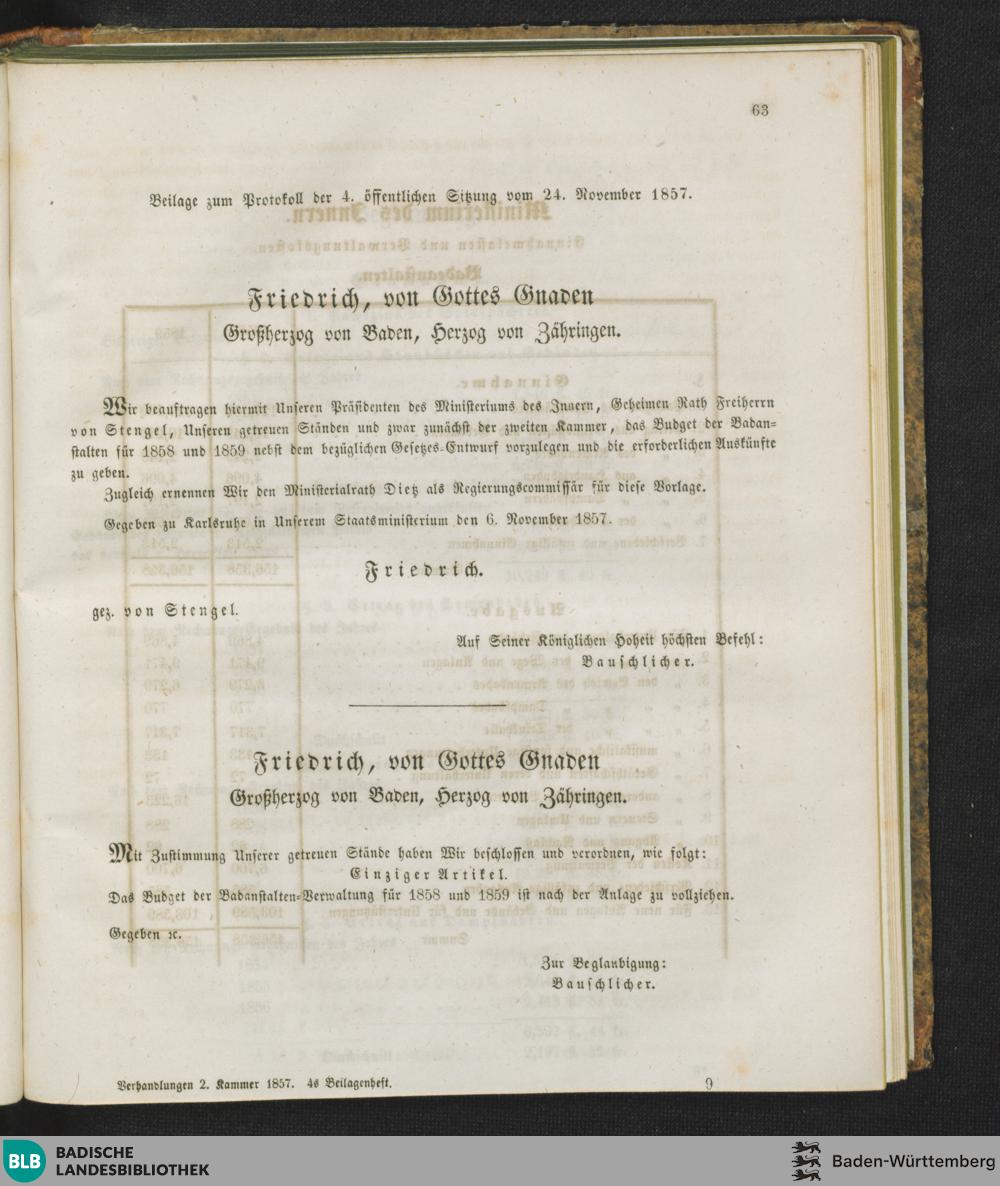 63
Beilage zum Protokoll der 4. öffentlichen Sitzung vom 24. November 1857.
Friedrich, von Gottes Gnaden
Großherzog von Baden, Herzog von Zähringen.
Wir beauftragen hiermit Unseren Präsidenten des Ministeriums des Innern, Geheimen Rath Freiherrn
von Stengel, Unseren getreuen Ständen und zwar zunächst der zweiten Kammer, das Budget der Badan=
stalten für 1858 und 1859 nebst dem bezüglichen Gesetzes=Entwurf vorzulegen und die erforderlichen Auskünfte
zu geben.
Zugleich ernennen Wir den Ministerialrath Dietz als Regierungscommissär für diese Vorlage.
Gegeben zu Karlsruhe in Unserem Staatsministerium den 6. November 1857.
Friedrich.
gez. von Stengel.
Auf Seiner Königlichen Hoheit höchsten Befehl:
Bauschlicher.
Friedrich, von Gottes Gnaden
Großherzog von Baden, Herzog von Zähringen.
Mit Zustimmung Unserer getreuen Stände haben Wir beschlossen und verordnen, wie folgt:
Einziger Artikel.
Das Budget der Badanstalten=Verwaltung für 1858 und 1859 ist nach der Anlage zu vollziehen.
Gegeben ꝛc.
Zur Beglaubigung:
Bauschlicher.
Verhandlungen 2. Kammer 1857. 4s Beilagenheft.
9
BLB
BADISCHE
LANDESBIBLIOTHEK
Baden-Württemberg